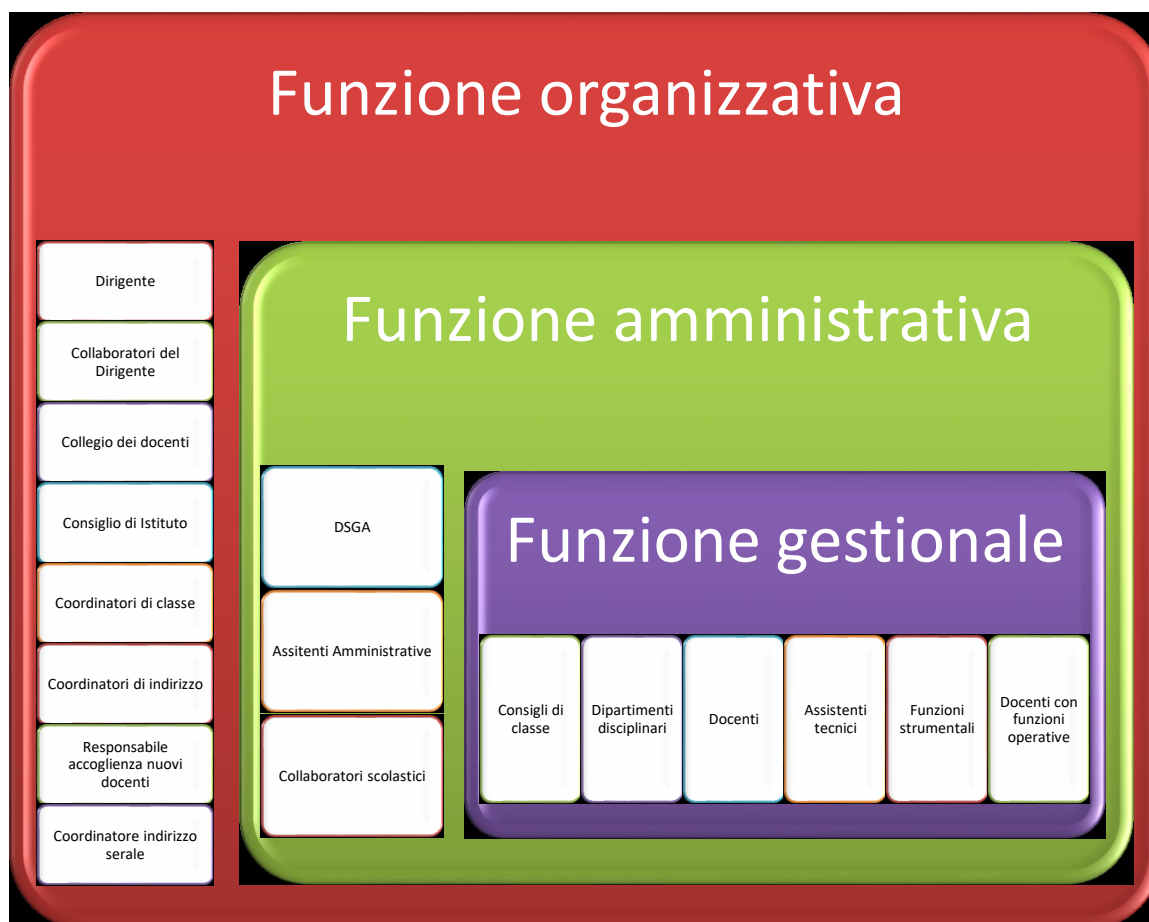 Funzione organizzativa
Dirigente
Collaboratori del
Dirigente
Collegio dei docenti
Consiglio di Istituto
Coordinatori di classe
Coordinatori di indirizzo
Responsabile
accoglienza nuovi
docenti
Coordinatore indirizzo
serale
Funzione amministrativa
DSGA
Assitenti Amministrative
Collaboratori scolastici
Funzione gestionale
Consigli di
classe
Dipartimenti
disciplinari
Docenti
Assistenti
tecnici
Funzioni
strumentali
Docenti con
funzioni
operative